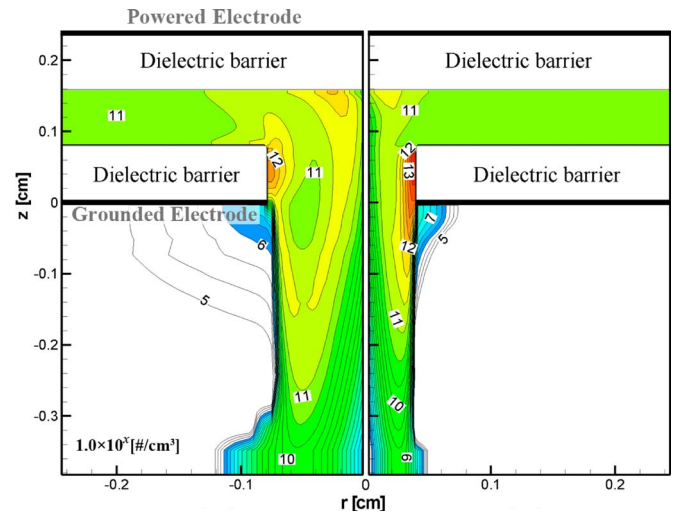 Powered Electrode
Dielectric barrier Dielectric barrier
0.2
11 11
0.1
12 12
13
Dielectric barrier Dielectric barrier
11
z [cm]
0
Grounded Electrode
6 7
5
12
-0.1
5
11
-0.2
11 10
-0.3
1.0×10ˣ[#/cm³]
10 9
-0.2 -0.1 0 0.1 0.2
r [cm]